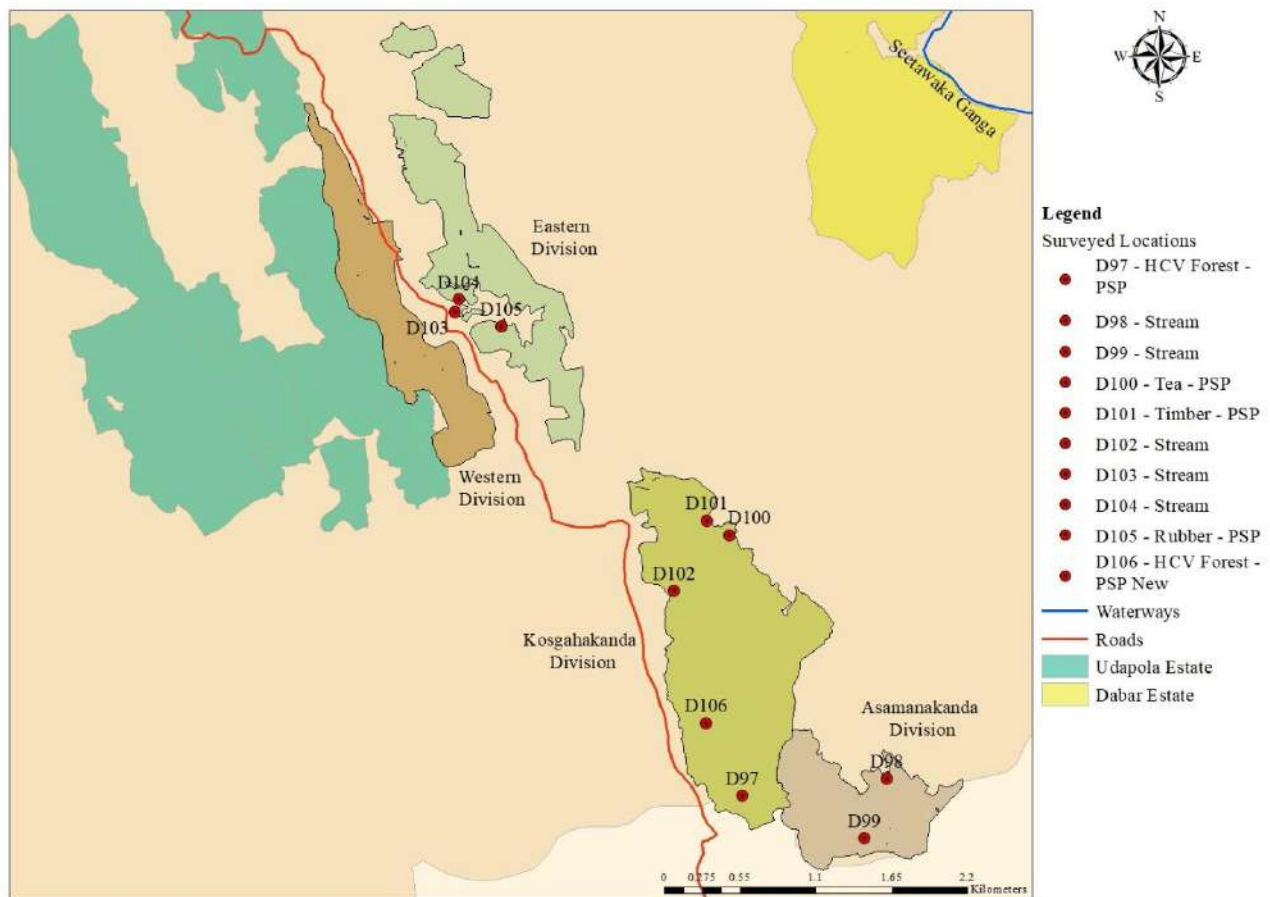 N
W
E
S
Seetawaka Ganga
Eastern
Division
D104
D103
D105
Western
Division
D101
D100
D102
Kosgahakanda
Division
D106
Asamanakanda
Division
D98
D97
D99
0 0.275 0.55 1.1 1.65 2.2
Kilometers
Legend
Surveyed Locations
D97 - HCV Forest -
PSP
D98 - Stream
D99 - Stream
D100 - Tea - PSP
D101 - Timber - PSP
D102 - Stream
D103 - Stream
D104 - Stream
D105 - Rubber - PSP
D106 - HCV Forest -
PSP New
Waterways
Roads
Udapola Estate
Dabar Estate